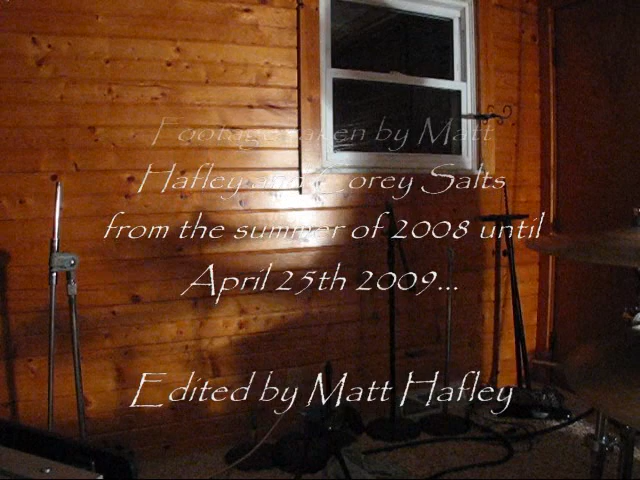 Footage taken by Matt
Hafley and Corey Salts
from the summer of 2008 until
April 25th 2009...
Edited by Matt Hafley